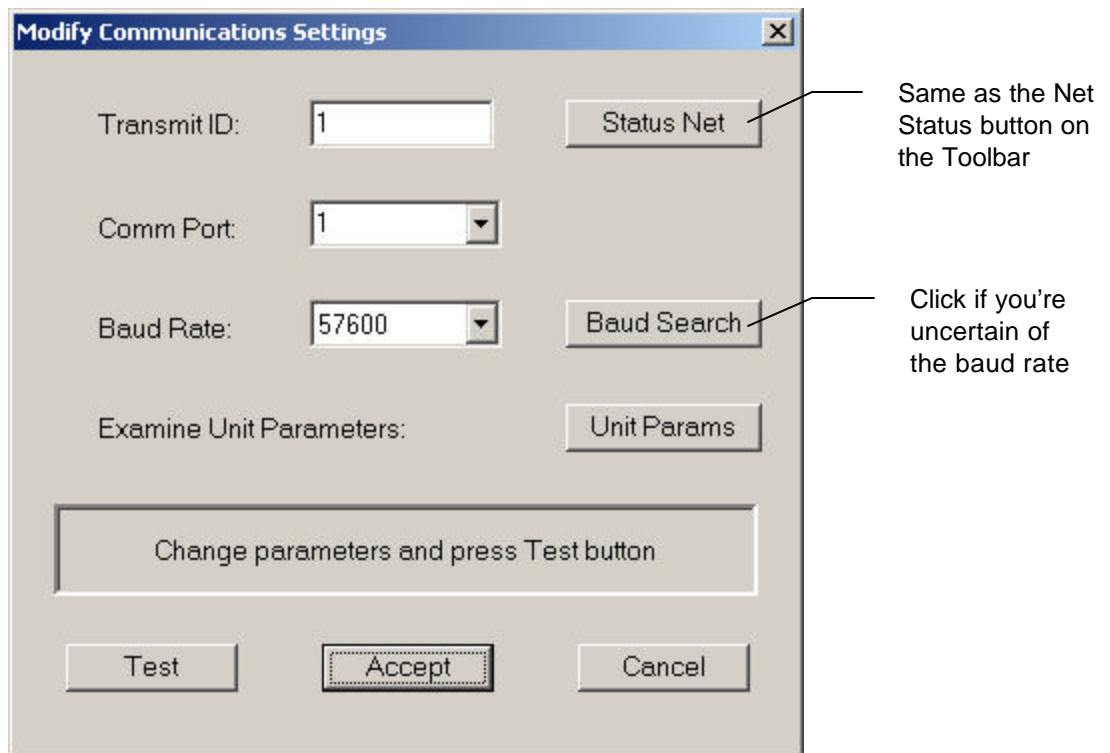 Modify Communications Settings
Transmit ID:
1
Status Net
Same as the Net
Status button on
the Toolbar
Comm Port:
1
Baud Rate:
57600
Baud Search
Click if you're
uncertain of
the baud rate
Examine Unit Parameters:
Unit Params
Change parameters and press Test button
Test
Accept
Cancel